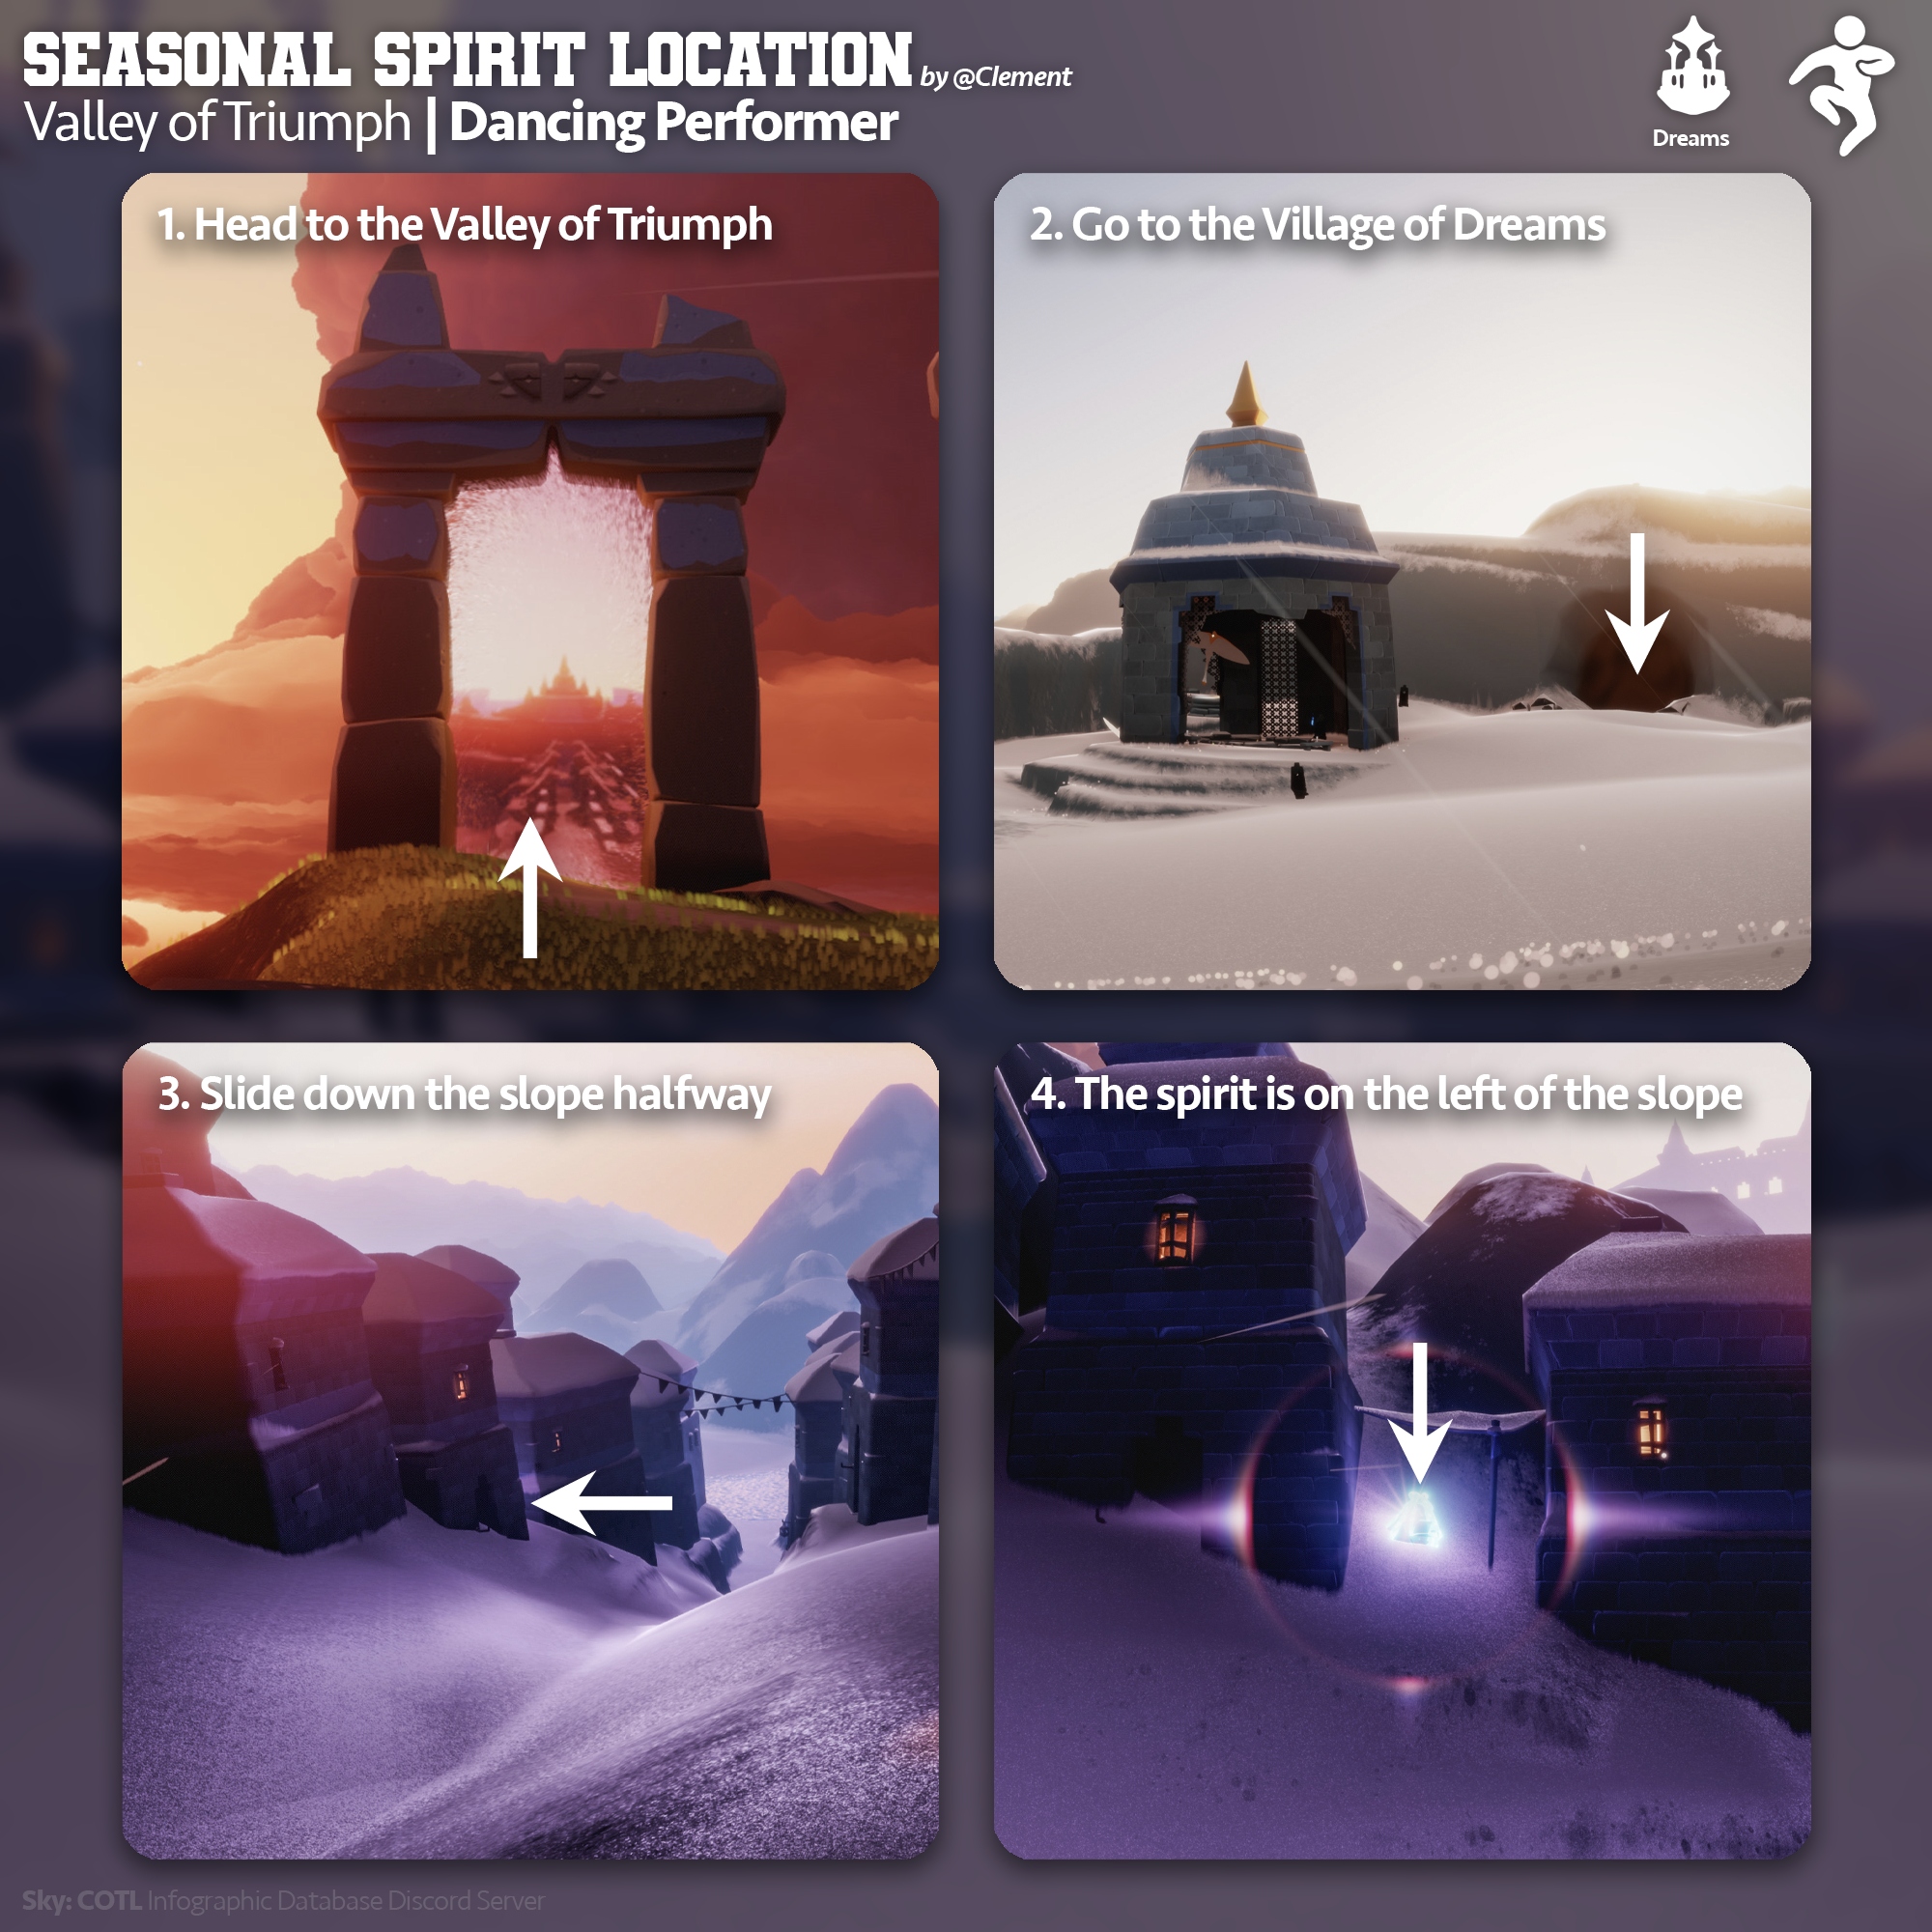 SEASONAL SPIRIT LOCATION by @Clement
Valley of Triumph | Dancing Performer
Dreams
1. Head to the Valley of Triumph
2. Go to the Village of Dreams
3. Slide down the slope halfway
4. The spirit is on the left of the slope
Sky: COTL Infographic Database Discord Server